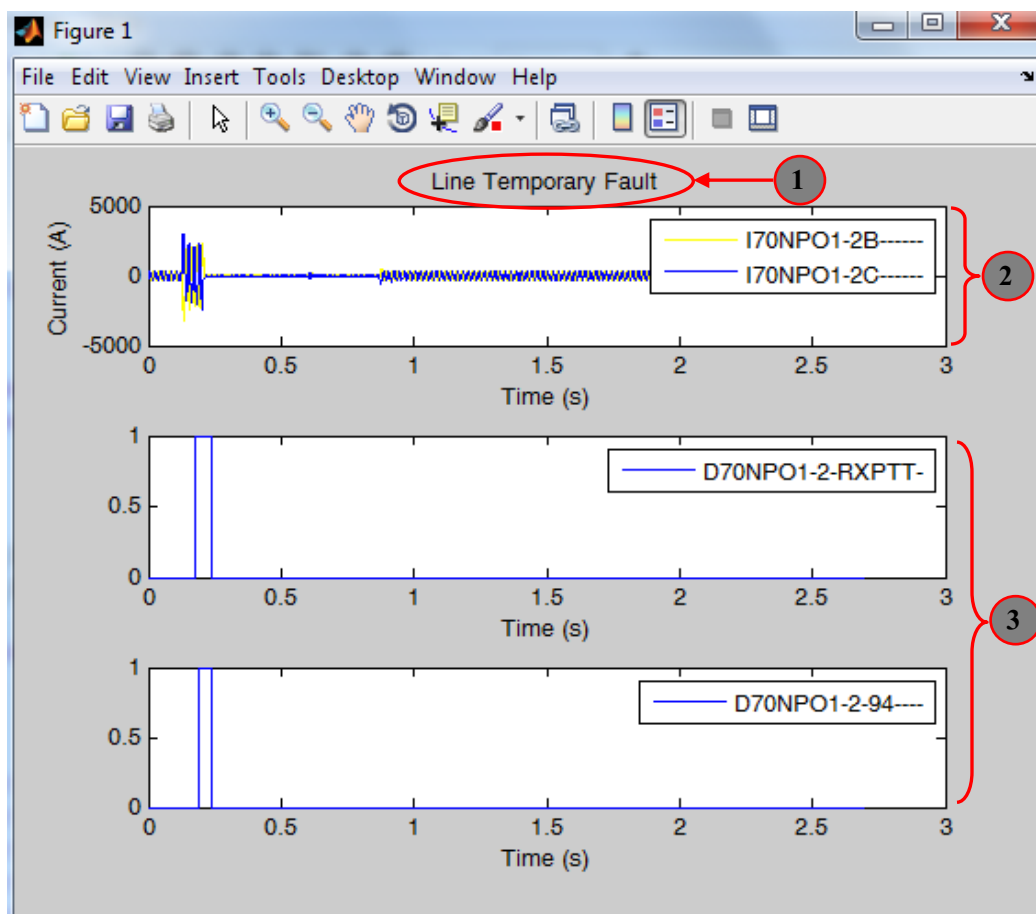 Figure 1
File Edit View Insert Tools Desktop Window Help
Line Temporary Fault
1
5000
0
-5000
Current (A)
I70NPO1-2B------
I70NPO1-2C------
2
0 0.5 1 1.5 2 2.5 3
Time (s)
1
0.5
0
D70NPO1-2-RXPTT-
0 0.5 1 1.5 2 2.5 3
Time (s)
3
1
0.5
0
D70NPO1-2-94----
0 0.5 1 1.5 2 2.5 3
Time (s)